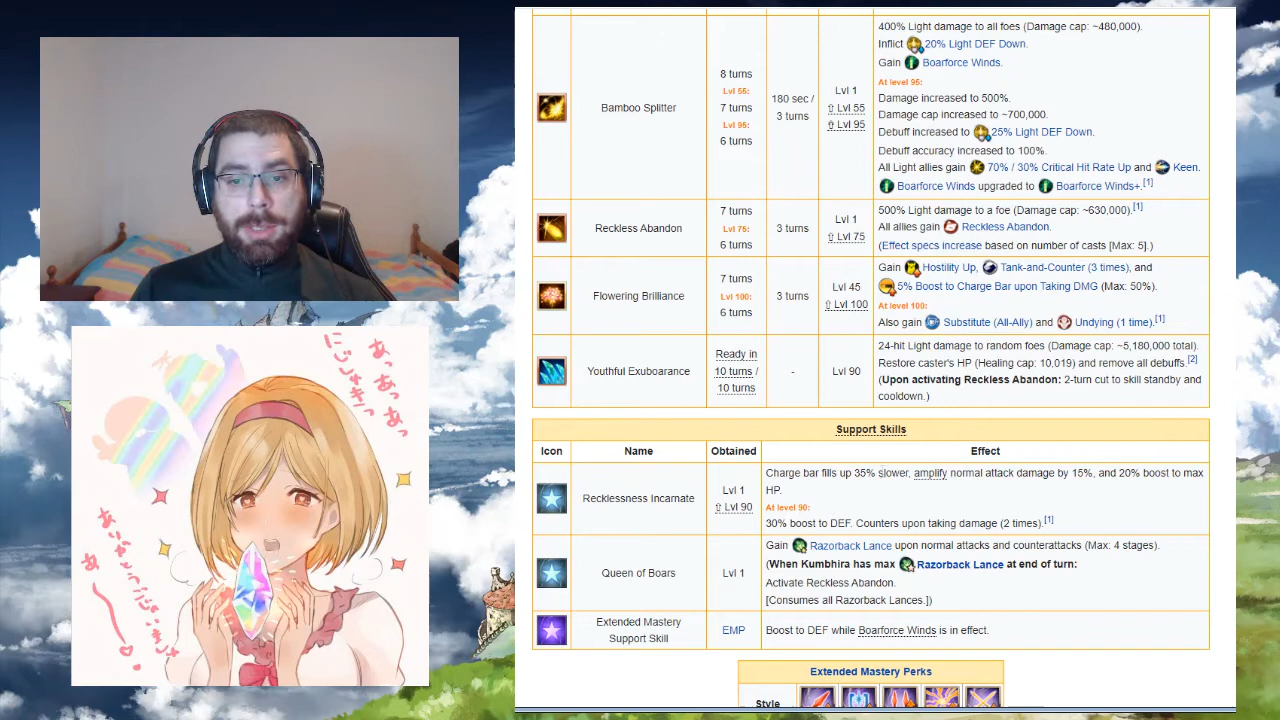 Bamboo Splitter
8 turns
Lvl 55:
7 turns
Lvl 95:
6 turns
180 sec /
3 turns
Lvl 1
⇧ Lvl 55
⇧ Lvl 95
400% Light damage to all foes (Damage cap: ~480,000).
Inflict 20% Light DEF Down.
Gain Boarforce Winds.
At level 95:
Damage increased to 500%.
Damage cap increased to ~700,000.
Debuff increased to 25% Light DEF Down.
Debuff accuracy increased to 100%.
All Light allies gain 70% / 30% Critical Hit Rate Up and Keen.
Boarforce Winds upgraded to Boarforce Winds+.[1]
Reckless Abandon
7 turns
Lvl 75:
6 turns
3 turns
Lvl 1
⇧ Lvl 75
500% Light damage to a foe (Damage cap: ~630,000).[1]
All allies gain Reckless Abandon.
(Effect specs increase based on number of casts [Max: 5].)
Flowering Brilliance
7 turns
Lvl 100:
6 turns
3 turns
Lvl 45
⇧ Lvl 100
Gain Hostility Up, Tank-and-Counter (3 times), and
5% Boost to Charge Bar upon Taking DMG (Max: 50%).
At level 100:
Also gain Substitute (All-Ally) and Undying (1 time).[1]
Youthful Exuboarance
Ready in
10 turns /
10 turns
-
Lvl 90
24-hit Light damage to random foes (Damage cap: ~5,180,000 total).
Restore caster's HP (Healing cap: 10,019) and remove all debuffs.[2]
(Upon activating Reckless Abandon: 2-turn cut to skill standby and
cooldown.)
Support Skills
Icon Name Obtained Effect
Recklessness Incarnate
Lvl 1
⇧ Lvl 90
Charge bar fills up 35% slower, amplify normal attack damage by 15%, and 20% boost to max
HP.
At level 90:
30% boost to DEF. Counters upon taking damage (2 times).[1]
Queen of Boars
Lvl 1
Gain Razorback Lance upon normal attacks and counterattacks (Max: 4 stages).
(When Kumbhira has max Razorback Lance at end of turn:
Activate Reckless Abandon.
[Consumes all Razorback Lances.])
Extended Mastery
Support Skill
EMP
Boost to DEF while Boarforce Winds is in effect.
Extended Mastery Perks
Style
あっあっあっ
にじじゅうきっ